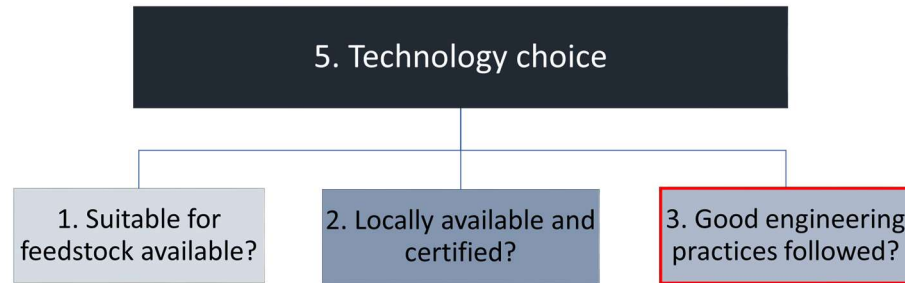 5. Technology choice
1. Suitable for
feedstock available?
2. Locally available and
certified?
3. Good engineering
practices followed?